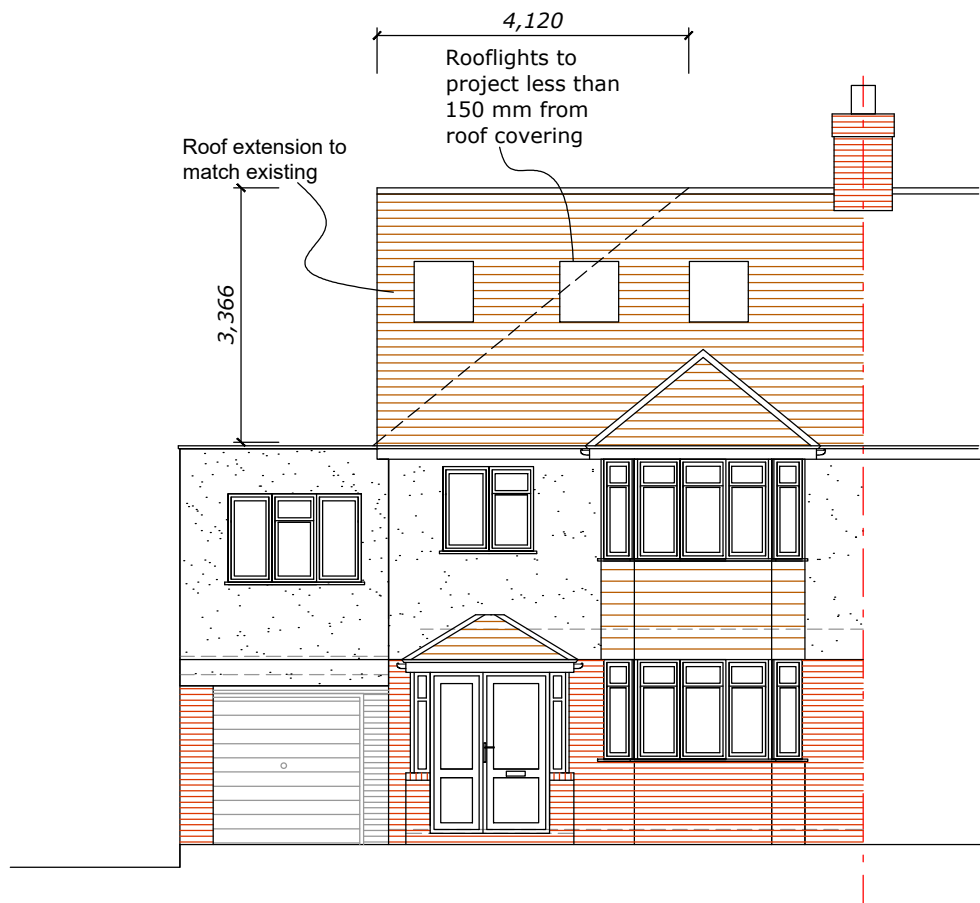 4,120
Rooflights to
project less than
150 mm from
roof covering
Roof extension to
match existing
3,366